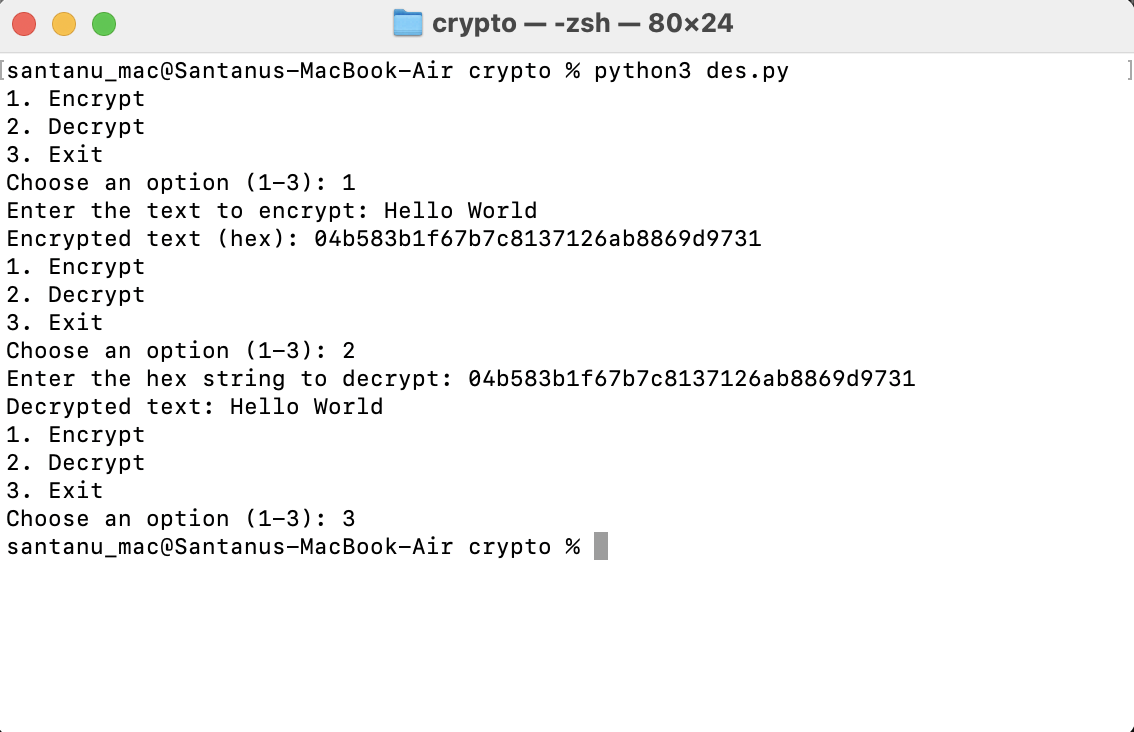 crypto — -zsh — 80×24
[santanu_mac@Santanus-MacBook-Air crypto % python3 des.py ]
1. Encrypt
2. Decrypt
3. Exit
Choose an option (1-3): 1
Enter the text to encrypt: Hello World
Encrypted text (hex): 04b583b1f67b7c8137126ab8869d9731
1. Encrypt
2. Decrypt
3. Exit
Choose an option (1-3): 2
Enter the hex string to decrypt: 04b583b1f67b7c8137126ab8869d9731
Decrypted text: Hello World
1. Encrypt
2. Decrypt
3. Exit
Choose an option (1-3): 3
santanu_mac@Santanus-MacBook-Air crypto %